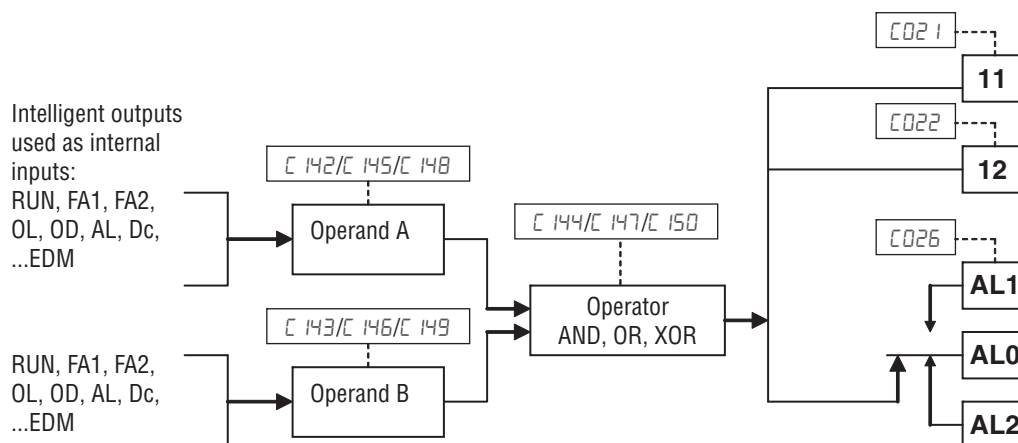 C021
11
Intelligent outputs
used as internal
inputs:
RUN, FA1, FA2,
OL, OD, AL, Dc,
...EDM
C022
12
C142/C145/C148
Operand A
C144/C147/C150
Operator
AND, OR, XOR
C026
AL1
AL0
AL2
C143/C146/C149
Operand B
RUN, FA1, FA2,
OL, OD, AL, Dc,
...EDM